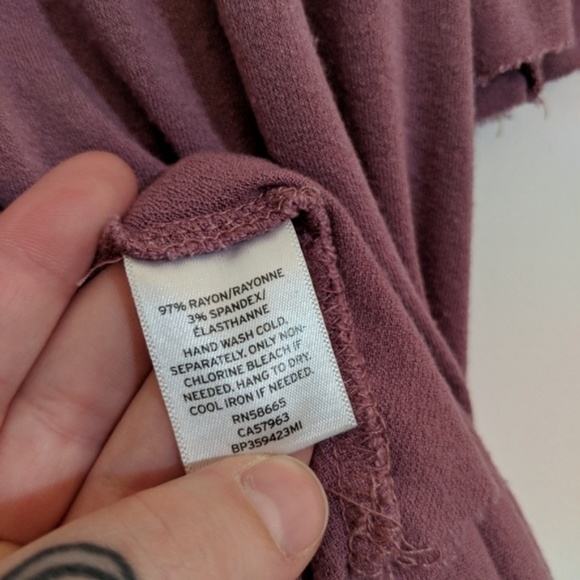 97% RAYON/RAYONNE
3% SPANDEX/
ÉLASTHANNE
HAND WASH COLD,
SEPARATELY. ONLY NON-
CHLORINE BLEACH IF
NEEDED. HANG TO DRY.
COOL IRON IF NEEDED.
RN58665
CA57963
BP359423MI